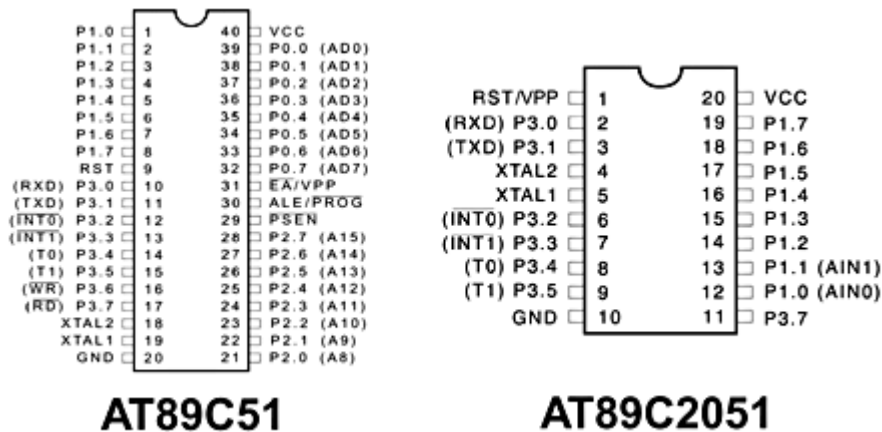 P1.0 1 40 VCC
P1.1 2 39 P0.0 (AD0)
P1.2 3 38 P0.1 (AD1)
P1.3 4 37 P0.2 (AD2)
P1.4 5 36 P0.3 (AD3)
P1.5 6 35 P0.4 (AD4)
P1.6 7 34 P0.5 (AD5)
P1.7 8 33 P0.6 (AD6)
RST 9 32 P0.7 (AD7)
(RXD) P3.0 10 31 E̅A̅/VPP
(TXD) P3.1 11 30 ALE/P̅R̅O̅G̅
(I̅N̅T̅0̅) P3.2 12 29 P̅S̅E̅N̅
(I̅N̅T̅1̅) P3.3 13 28 P2.7 (A15)
(T0) P3.4 14 27 P2.6 (A14)
(T1) P3.5 15 26 P2.5 (A13)
(W̅R̅) P3.6 16 25 P2.4 (A12)
(R̅D̅) P3.7 17 24 P2.3 (A11)
XTAL2 18 23 P2.2 (A10)
XTAL1 19 22 P2.1 (A9)
GND 20 21 P2.0 (A8)
AT89C51
RST/VPP 1 20 VCC
(RXD) P3.0 2 19 P1.7
(TXD) P3.1 3 18 P1.6
XTAL2 4 17 P1.5
XTAL1 5 16 P1.4
(I̅N̅T̅0̅) P3.2 6 15 P1.3
(I̅N̅T̅1̅) P3.3 7 14 P1.2
(T0) P3.4 8 13 P1.1 (AIN1)
(T1) P3.5 9 12 P1.0 (AIN0)
GND 10 11 P3.7
AT89C2051